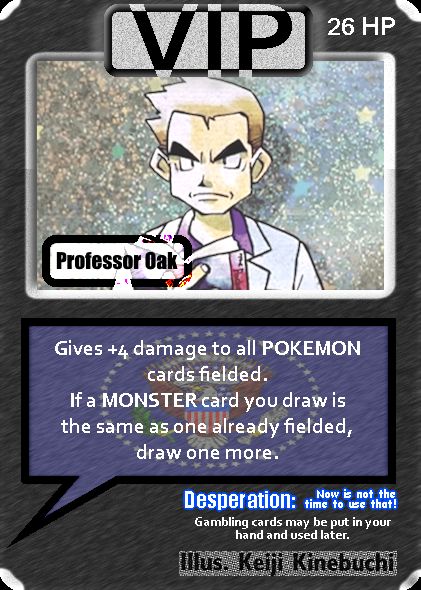 VIP
26 HP
Professor Oak
Gives +4 damage to all POKEMON
cards fielded.
If a MONSTER card you draw is
the same as one already fielded,
draw one more.
Desperation: Now is not the
time to use that!
Gambling cards may be put in your
hand and used later.
Illus. Keiji Kinebuchi